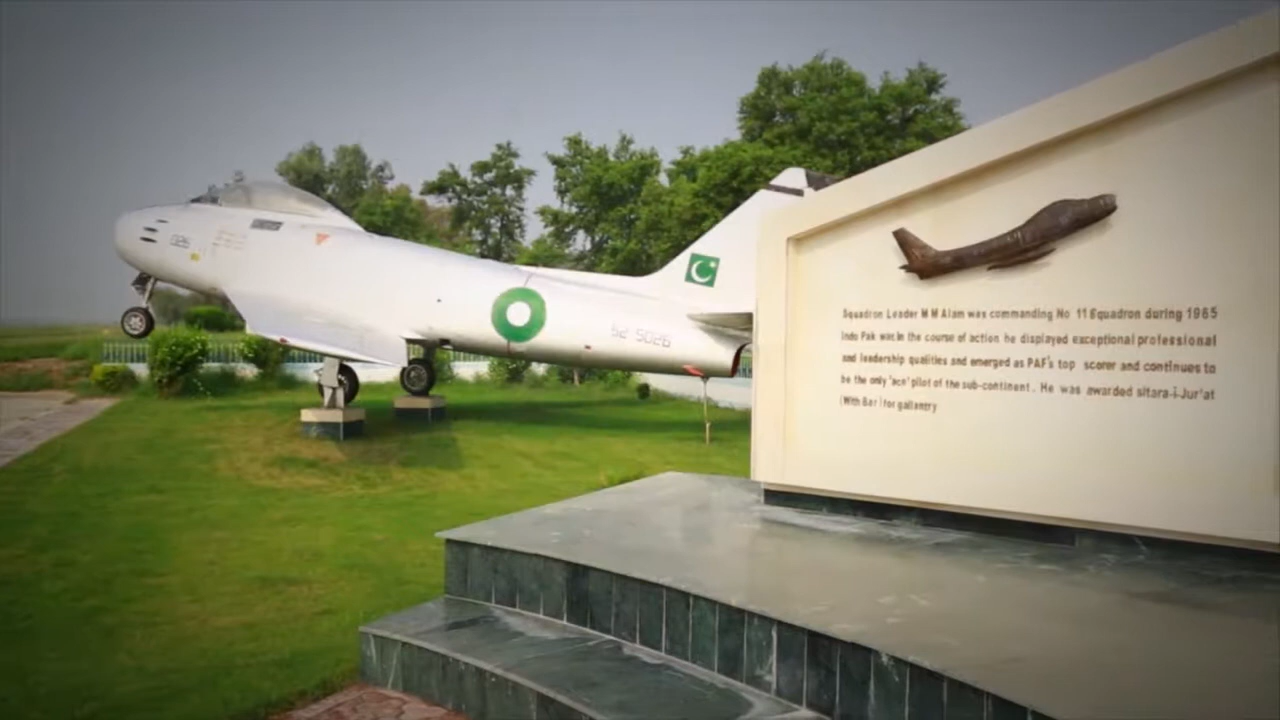 52-5026
Squadron Leader M M Alam was commanding No 11 Squadron during 1965
Indo Pak war.In the course of action he displayed exceptional professional
and leadership qualities and emerged as PAF's top scorer and continues to
be the only 'ace' pilot of the sub-continent. He was awarded sitara-i-Jur'at
(With Bar) for gallantry